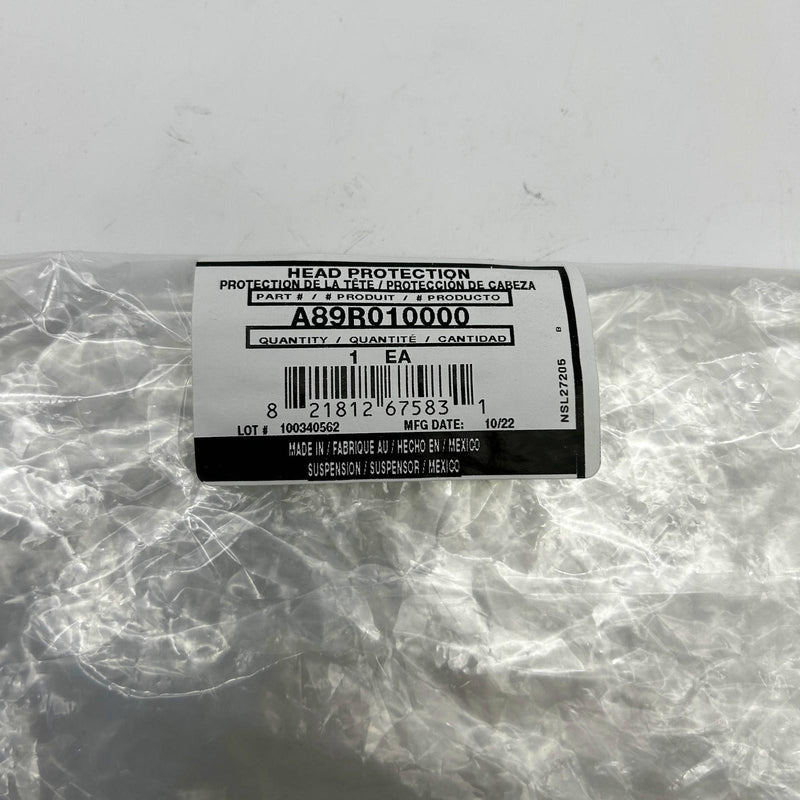 HEAD PROTECTION
PROTECTION DE LA TÊTE / PROTECCIÓN DE CABEZA
PART # / # PRODUIT / # PRODUCTO
A89R010000
QUANTITY / QUANTITÉ / CANTIDAD
1 EA
8 21812 67583 1
LOT # 100340562 MFG DATE: 10/22
MADE IN / FABRIQUE AU / HECHO EN / MEXICO
SUSPENSION / SUSPENSOR / MEXICO
NSL27205 B